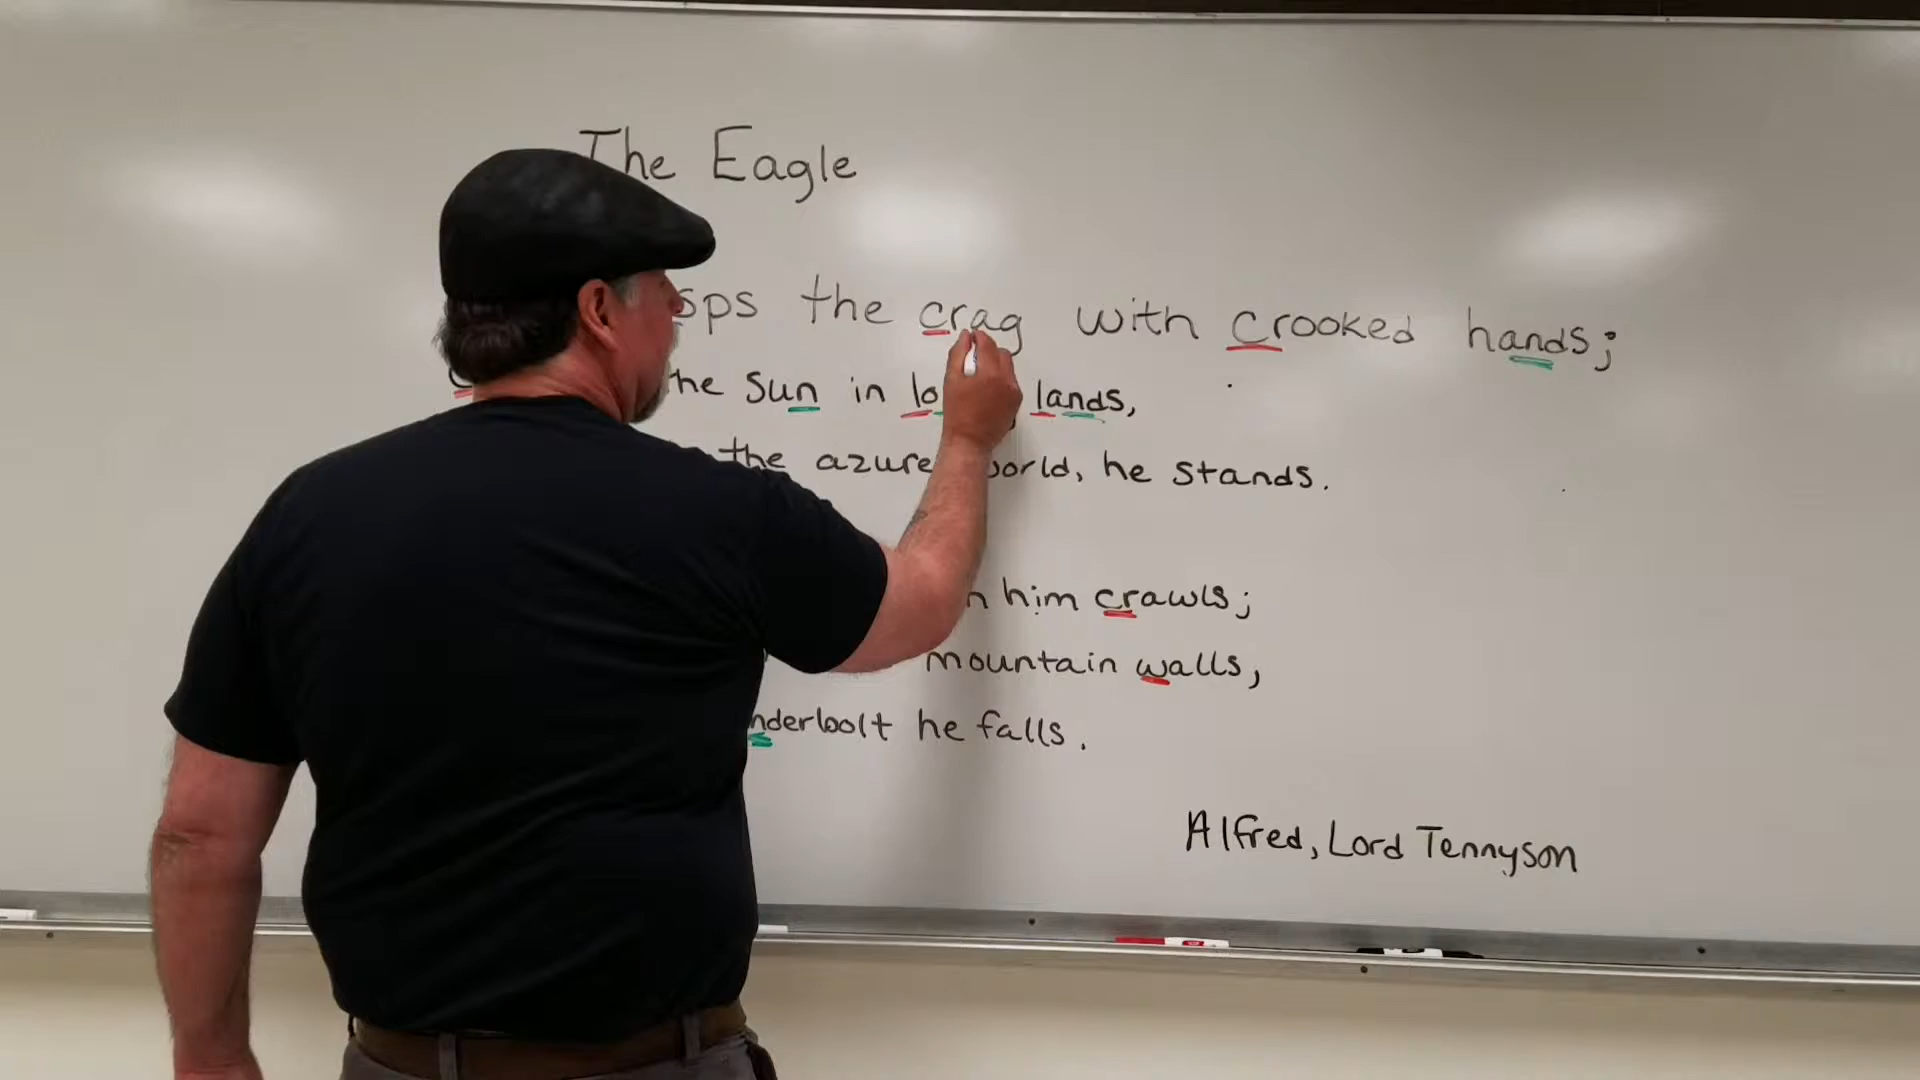 The Eagle
sps the crag with crooked hands;
he Sun in lo lands,
the azure world, he stands.
n him crawls;
mountain walls,
nderbolt he falls.
Alfred, Lord Tennyson